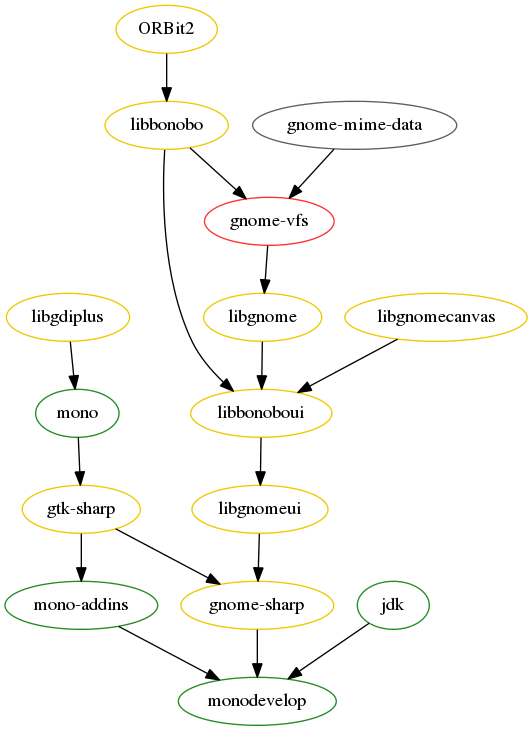 ORBit2
libbonobo
gnome-mime-data
gnome-vfs
libgdiplus
libgnome
libgnomecanvas
mono
libbonoboui
gtk-sharp
libgnomeui
mono-addins
gnome-sharp
jdk
monodevelop